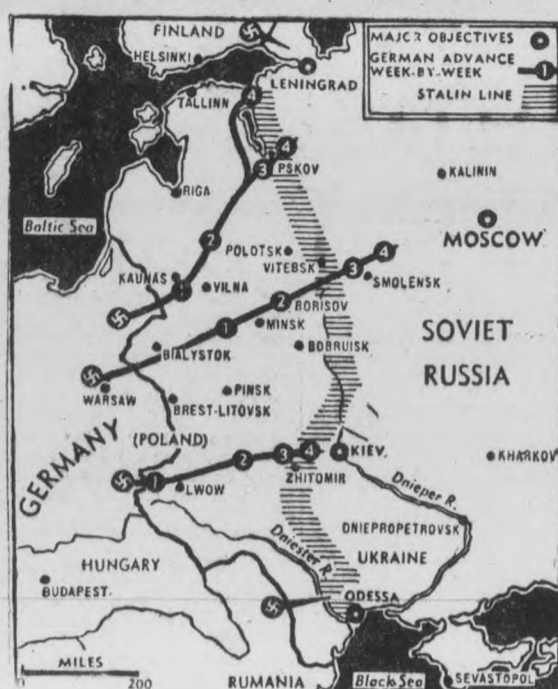 MAJOR OBJECTIVES
GERMAN ADVANCE
WEEK-BY-WEEK
1
STALIN LINE
FINLAND
HELSINKI
LENINGRAD
TALLINN
4
4
3
PSKOV
KALININ
RIGA
Baltic Sea
2
MOSCOW
POLOTSK
VITEBSK
4
3
SMOLENSK
KAUNAS
1
VILNA
2
BORISOV
1
MINSK
SOVIET
RUSSIA
BIALYSTOK
BOBRUISK
WARSAW
PINSK
BREST-LITOVSK
GERMANY
(POLAND)
1
2
3
4
KIEV
KHARKOV
LWOW
ZHITOMIR
Dnieper R.
DNIEPROPETROVSK
HUNGARY
Dniester R.
UKRAINE
BUDAPEST
ODESSA
MILES
200
RUMANIA
Black Sea
SEVASTOPOL